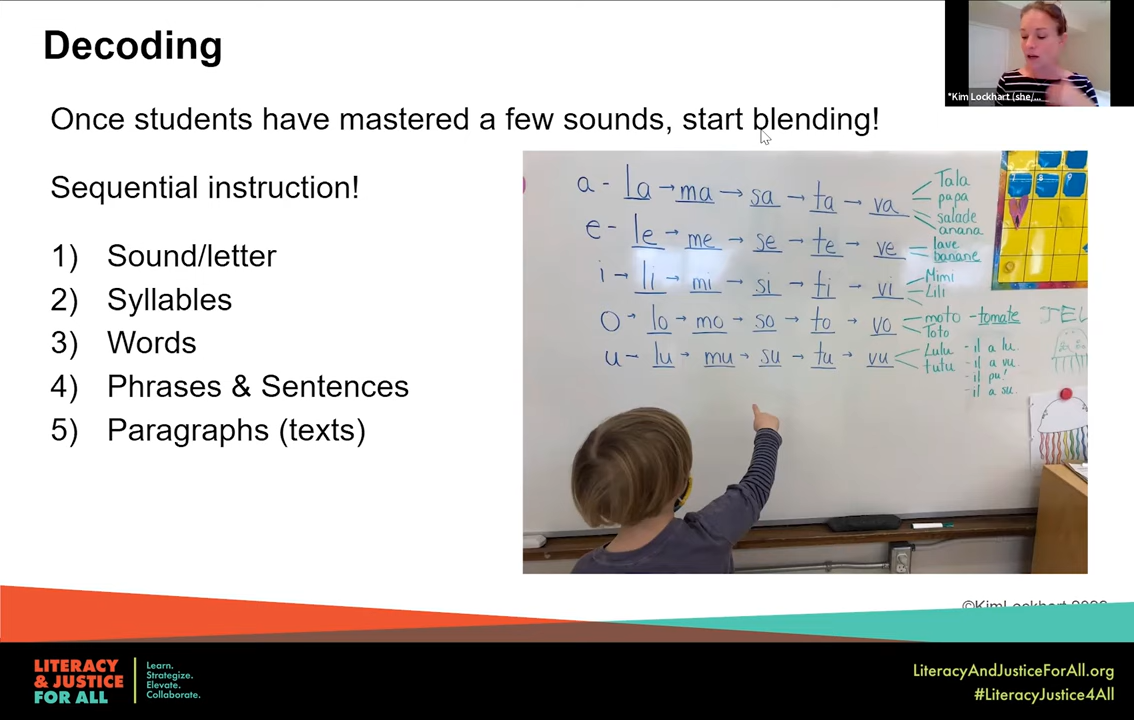 Decoding
*Kim Lockhart (she/...
Once students have mastered a few sounds, start blending!
Sequential instruction!
1) Sound/letter
2) Syllables
3) Words
4) Phrases & Sentences
5) Paragraphs (texts)
a - la → ma → sa → ta → va
Tala
papa
salade
anana
e - le → me → se → te → ve
lave
banane
i → li → mi → si → ti → vi
Mimi
Lili
o → lo → mo → so → to → vo
moto - tomate
Toto
u - lu → mu → su → tu → vu
Lulu - il a lu.
tutu - il a vu.
- il pu!
- il a su.
8 9
©KimLockhart
LITERACY
& JUSTICE
FOR ALL
Learn.
Strategize.
Elevate.
Collaborate.
LiteracyAndJusticeForAll.org
#LiteracyJustice4All